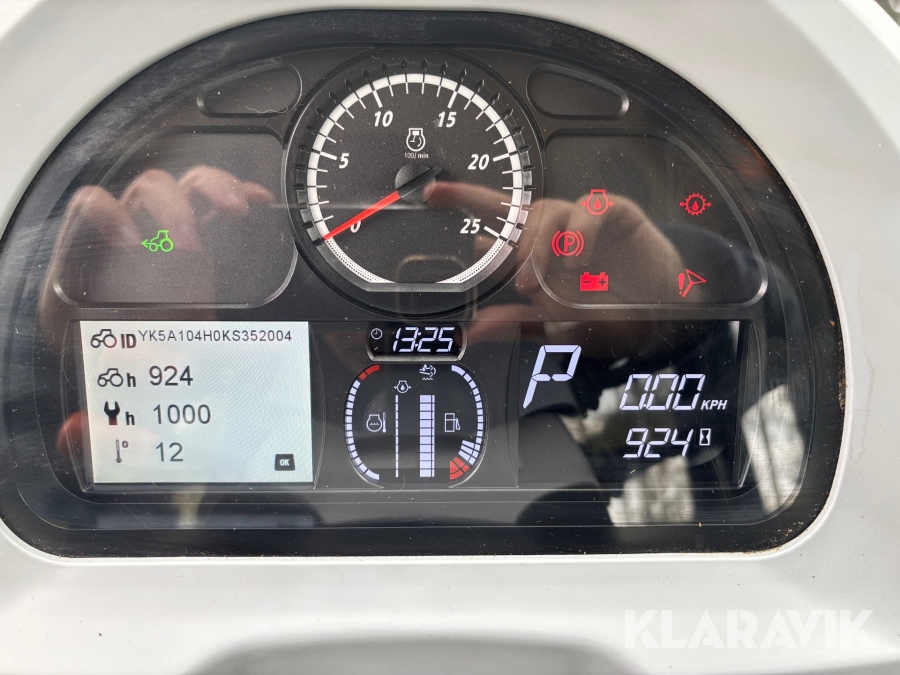 10 15
5 20
100/min
0 25
ID YK5A104H0KS352004
h 924
h 1000
12
OK
13:25
P
0.00 KPH
924
P
- +
KLARAVIK